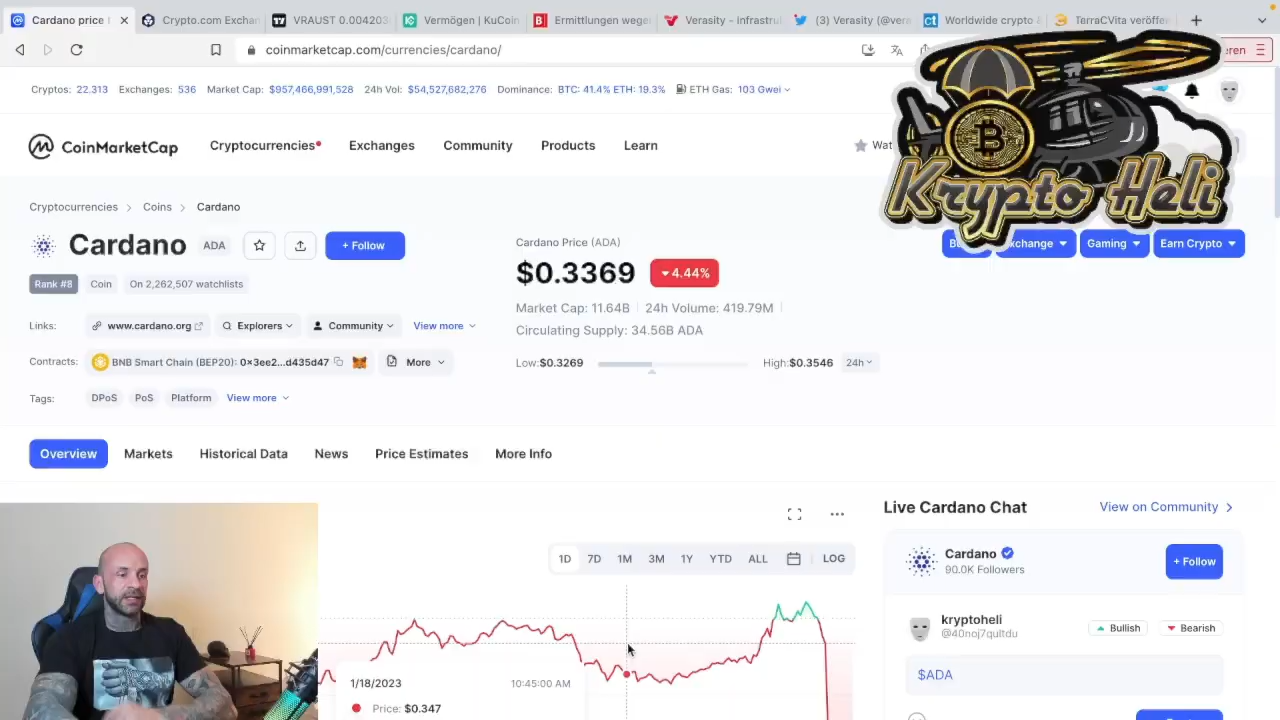 Cardano price
Crypto.com Exchan
VRAUST 0.004203
Vermögen | KuCoin
Ermittlungen wege
Verasity - infrastru
(3) Verasity (@ver
Worldwide crypto &
TerraCVita veröffe
coinmarketcap.com/currencies/cardano/
eren
Cryptos: 22.313 Exchanges: 536 Market Cap: $957,466,991,528 24h Vol: $54,527,682,276 Dominance: BTC: 41.4% ETH: 19.3% ETH Gas: 103 Gwei
CoinMarketCap
Cryptocurrencies Exchanges Community Products Learn
Wat
Krypto Heli
Cryptocurrencies > Coins > Cardano
Cardano ADA
+ Follow
Rank #8 Coin On 2,262,507 watchlists
Links: www.cardano.org Explorers Community View more
Contracts: BNB Smart Chain (BEP20): 0x3ee2...d435d47 More
Tags: DPoS PoS Platform View more
Cardano Price (ADA)
$0.3369 4.44%
Market Cap: 11.64B 24h Volume: 419.79M
Circulating Supply: 34.56B ADA
Low:$0.3269 High:$0.3546 24h
Exchange Gaming Earn Crypto
Overview Markets Historical Data News Price Estimates More Info
1D 7D 1M 3M 1Y YTD ALL LOG
1/18/2023 10:45:00 AM
Price: $0.347
Live Cardano Chat View on Community >
Cardano
90.0K Followers
+ Follow
kryptoheli
@40noj7qultdu
Bullish Bearish
$ADA